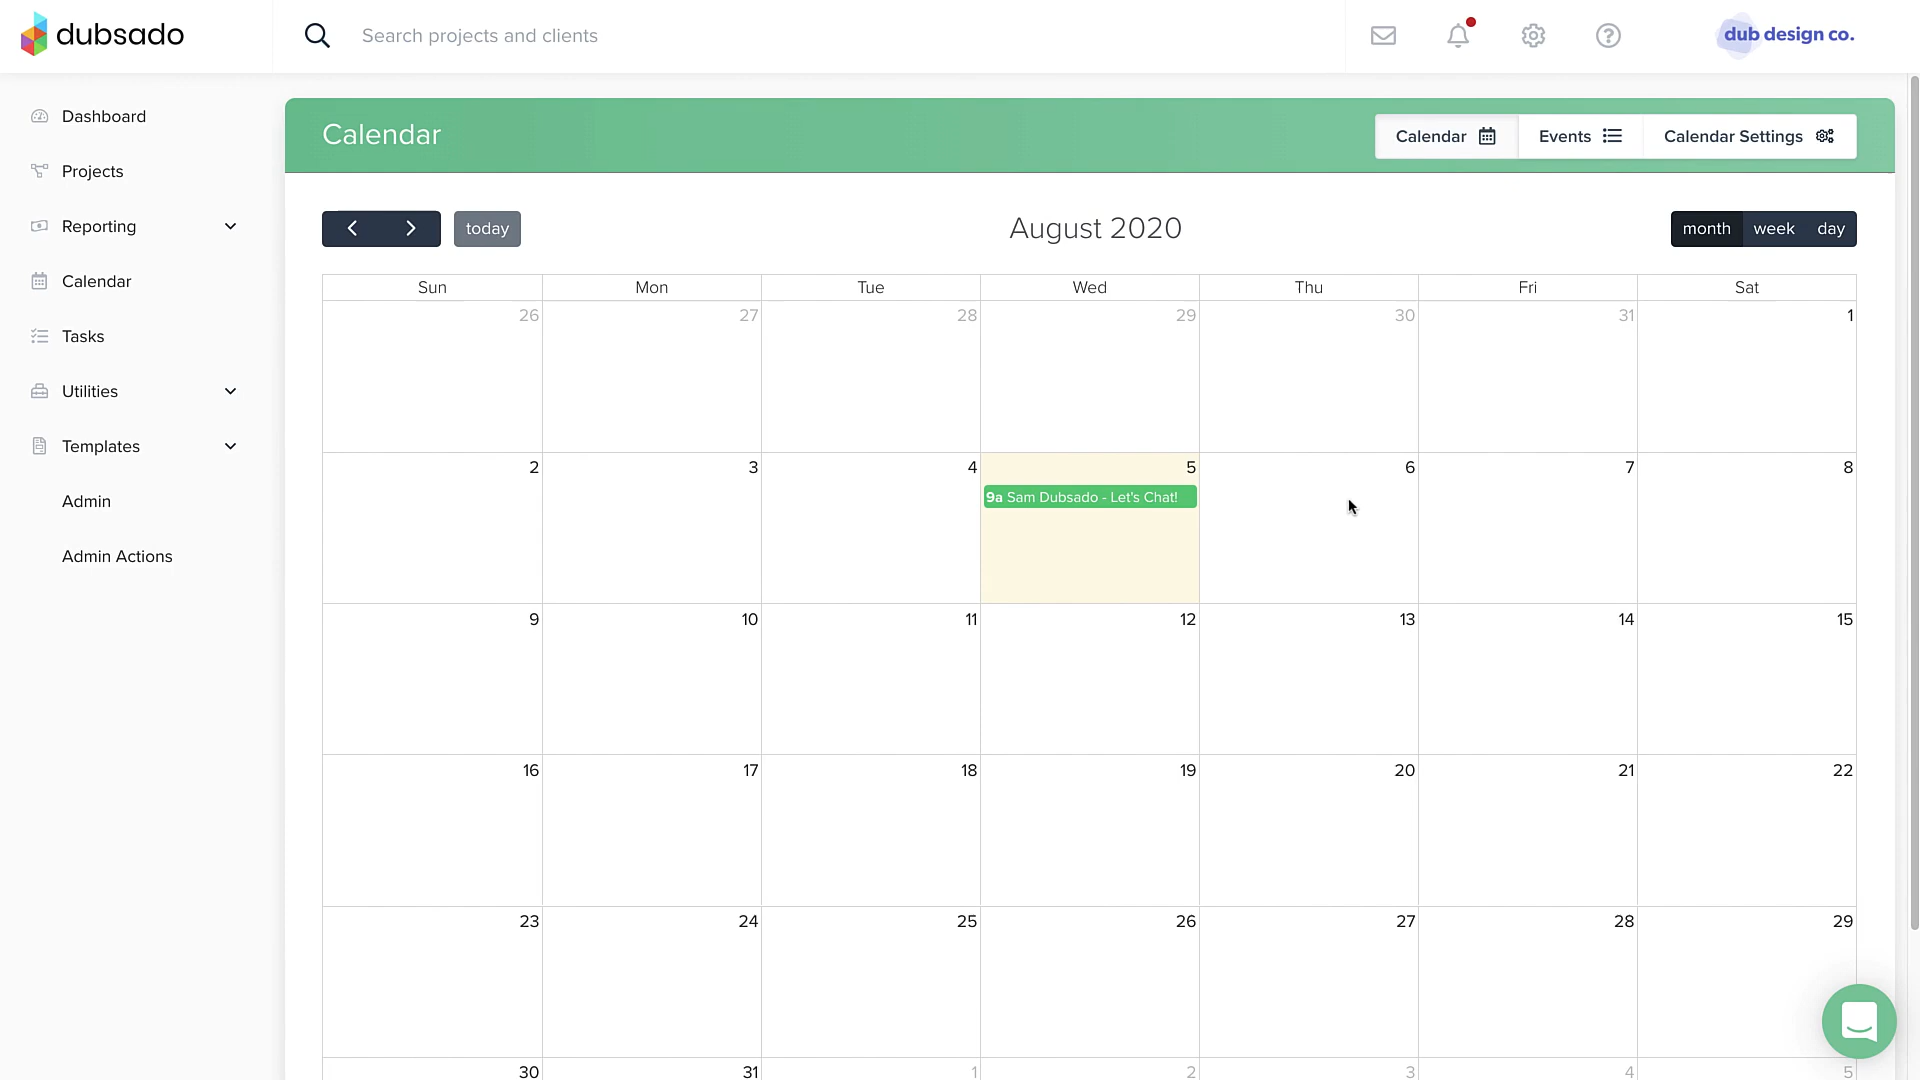 dubsado
Search projects and clients
dub design co.
Dashboard
Projects
Reporting
Calendar
Tasks
Utilities
Templates
Admin
Admin Actions
Calendar
Calendar Events Calendar Settings
today
August 2020
month week day
Sun Mon Tue Wed Thu Fri Sat
26 27 28 29 30 31 1
2 3 4 5 6 7 8
9a Sam Dubsado - Let's Chat!
9 10 11 12 13 14 15
16 17 18 19 20 21 22
23 24 25 26 27 28 29
30 31 1 2 3 4 5